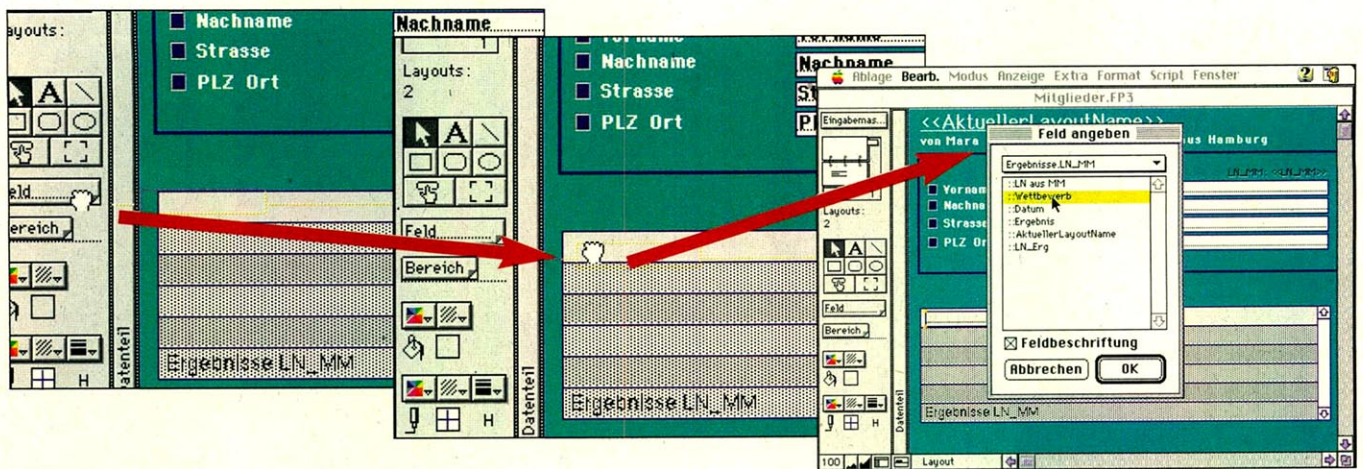 ayouts:
Nachname
Strasse
PLZ Ort
ereich
Ergebnisse LN_MM
Nachname
1
Layouts:
2
A
Feld
Bereich
H
Datenteil
Nachname
Strasse
PLZ Ort
Nachname
Ergebnisse LN_MM
Ablage Bearb. Modus Anzeige Extra Format Script Fenster
Mitglieder.FP3
Eingabemas...
Layouts:
2
A
Feld
Bereich
H
Datenteil
<<AktuellerLayoutName>>
von Mara
us Hamburg
LN_MM: <<LN_MM>>
Vornam
Nachna
Strasse
PLZ Or
Feld angeben
Ergebnisse.LN_MM
::LN aus MM
::Wettbewerb
::Datum
::Ergebnis
::AktuellerLayoutName
::LN_Erg
Feldbeschriftung
Abbrechen
OK
Ergebnisse LN_MM
100
Layout